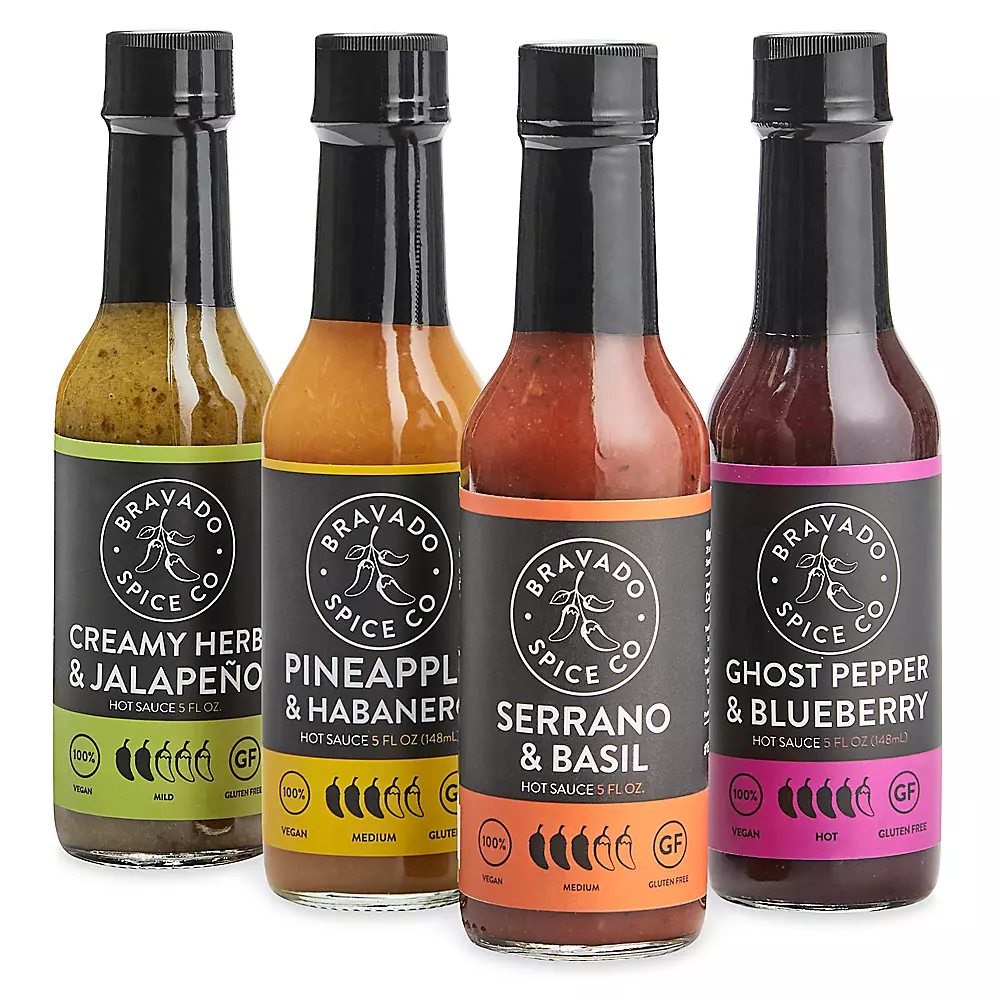 BRAVADO
SPICE CO
CREAMY HERB
& JALAPEÑO
HOT SAUCE 5 FL OZ.
100%
GF
VEGAN
MILD
GLUTEN FREE
BRAVADO
SPICE CO
PINEAPPL
& HABANERO
HOT SAUCE 5 FL OZ (148mL)
100%
G
VEGAN
MEDIUM
GLUTEN
BRAVADO
SPICE CO
SERRANO
& BASIL
HOT SAUCE 5 FL OZ.
100%
GF
VEGAN
MEDIUM
GLUTEN FREE
BRAVADO
SPICE CO
GHOST PEPPER
& BLUEBERRY
HOT SAUCE 5 FL OZ (148mL)
100%
GF
VEGAN
HOT
GLUTEN FREE